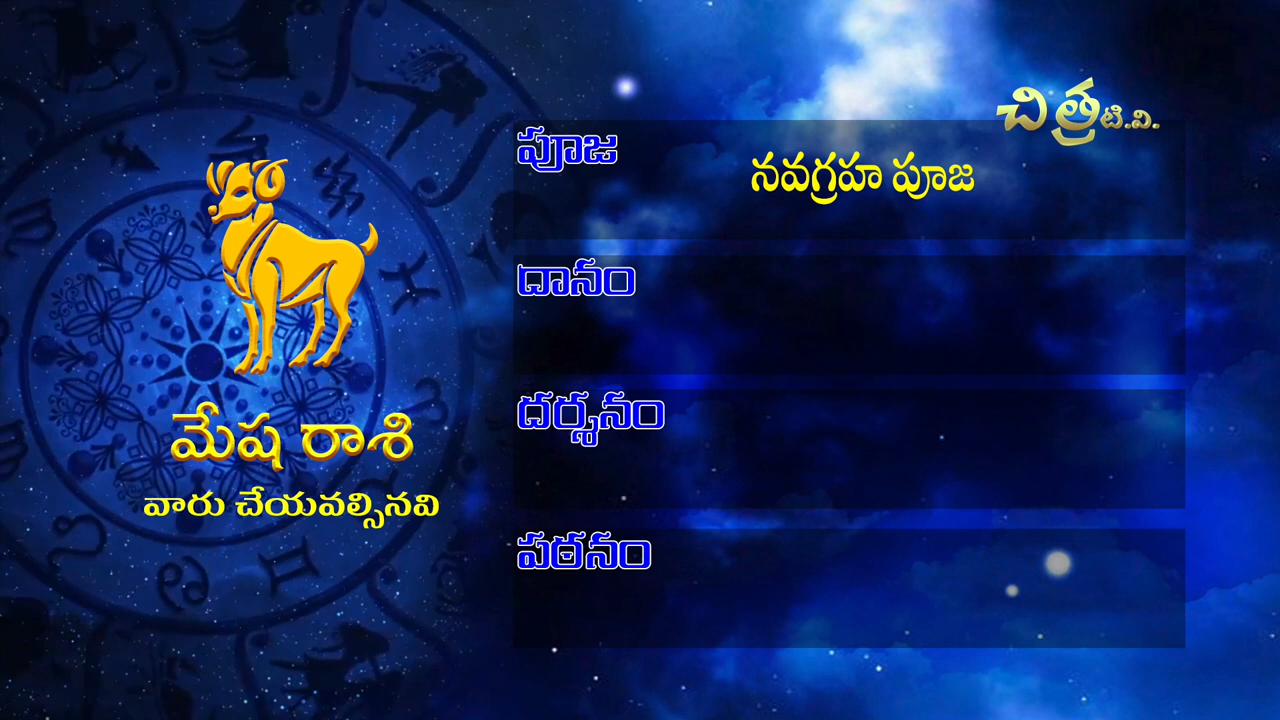 చిత్ర టి.వి.
పూజ
నవగ్రహ పూజ
దానం
దర్శనం
పఠనం
మేష రాశి
వారు చేయవల్సినవి